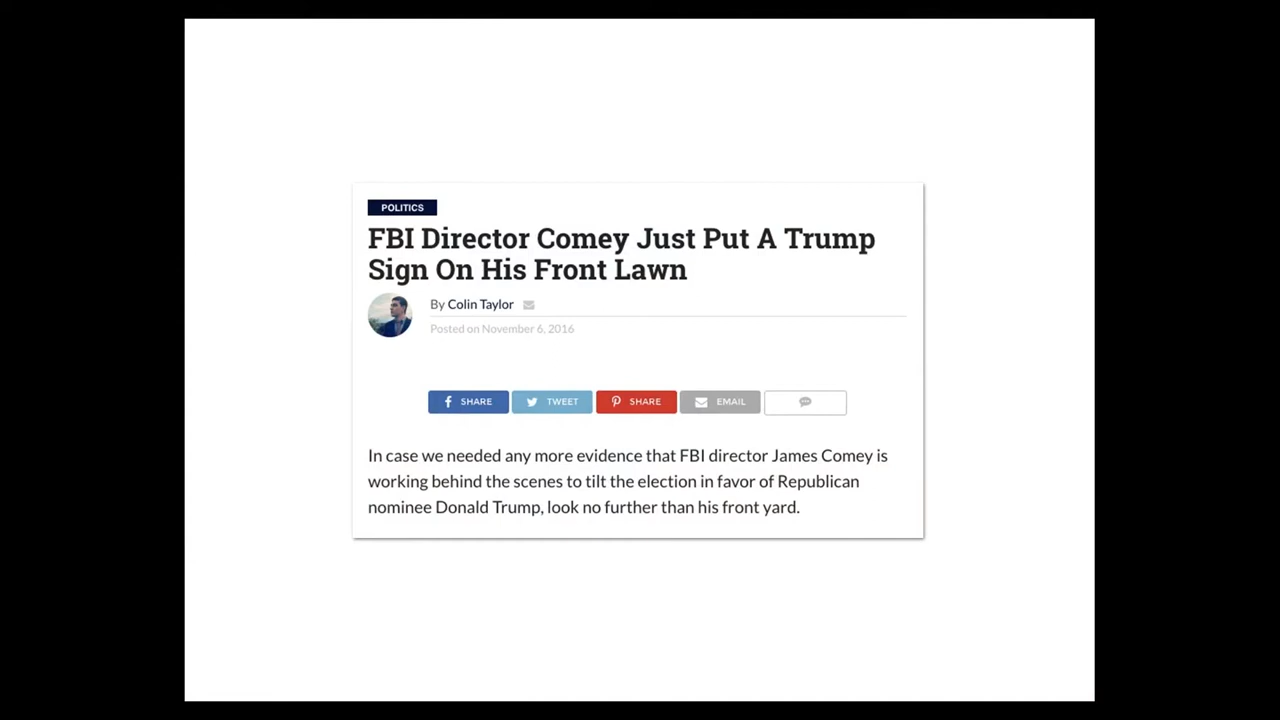 POLITICS
FBI Director Comey Just Put A Trump
Sign On His Front Lawn
By Colin Taylor
Posted on November 6, 2016
SHARE TWEET SHARE EMAIL
In case we needed any more evidence that FBI director James Comey is
working behind the scenes to tilt the election in favor of Republican
nominee Donald Trump, look no further than his front yard.